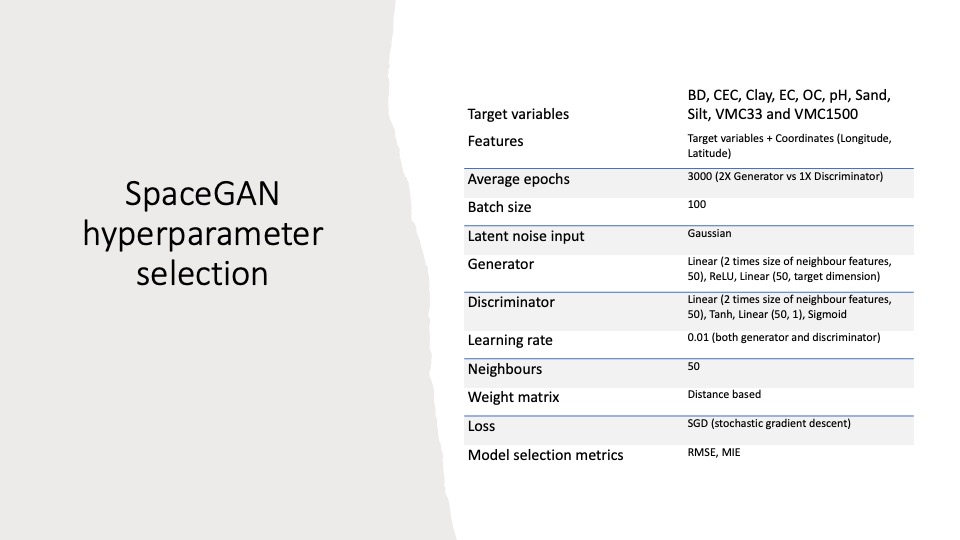 SpaceGAN
hyperparameter
selection
Target variables
BD, CEC, Clay, EC, OC, pH, Sand,
Silt, VMC33 and VMC1500
Features
Target variables + Coordinates (Longitude,
Latitude)
Average epochs
3000 (2X Generator vs 1X Discriminator)
Batch size
100
Latent noise input
Gaussian
Generator
Linear (2 times size of neighbour features,
50), ReLU, Linear (50, target dimension)
Discriminator
Linear (2 times size of neighbour features,
50), Tanh, Linear (50, 1), Sigmoid
Learning rate
0.01 (both generator and discriminator)
Neighbours
50
Weight matrix
Distance based
Loss
SGD (stochastic gradient descent)
Model selection metrics
RMSE, MIE